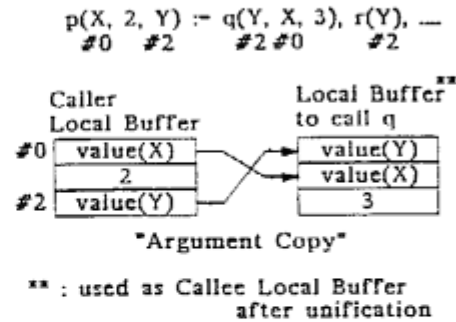 p(X, 2, Y) :- q(Y, X, 3), r(Y), ....
#0 #2 #2 #0 #2
Caller
Local Buffer
Local Buffer**
to call q
#0 value(X)
2
#2 value(Y)
value(Y)
value(X)
3
"Argument Copy"
** : used as Callee Local Buffer
after unification